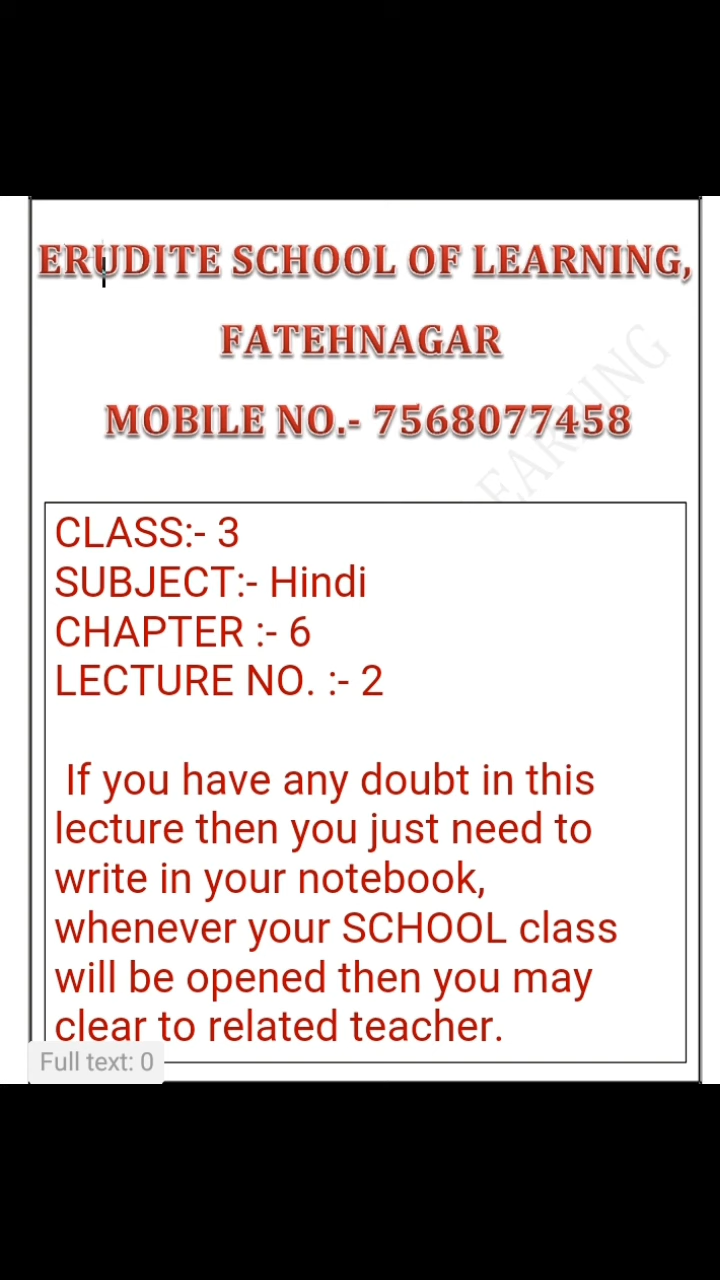 ERUDITE SCHOOL OF LEARNING,
FATEHNAGAR
MOBILE NO.- 7568077458
EARNING
CLASS:- 3
SUBJECT:- Hindi
CHAPTER :- 6
LECTURE NO. :- 2
If you have any doubt in this
lecture then you just need to
write in your notebook,
whenever your SCHOOL class
will be opened then you may
clear to related teacher.
Full text: 0